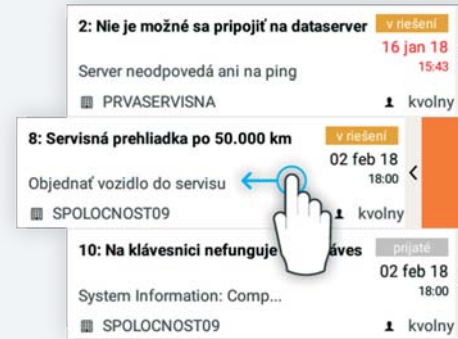 2: Nie je možné sa pripojiť na dataserver v riešení
16 jan 18
Server neodpovedá ani na ping 15:43
PRVASERVISNA kvolny
8: Servisná prehliadka po 50.000 km v riešení
02 feb 18
Objednať vozidlo do servisu 18:00
SPOLOCNOST09 kvolny
10: Na klávesnici nefunguje áves prijaté
02 feb 18
System Information: Comp... 18:00
SPOLOCNOST09 kvolny